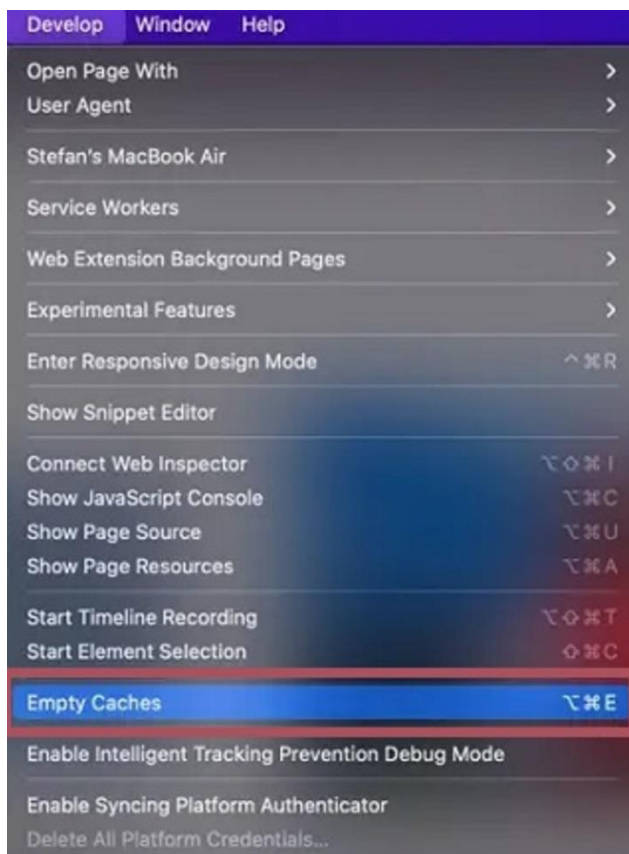 Develop Window Help
Open Page With
User Agent
Stefan's MacBook Air
Service Workers
Web Extension Background Pages
Experimental Features
Enter Responsive Design Mode ^⌘R
Show Snippet Editor
Connect Web Inspector ⌥⇧⌘I
Show JavaScript Console ⌥⌘C
Show Page Source ⌥⌘U
Show Page Resources ⌥⌘A
Start Timeline Recording ⌥⇧⌘T
Start Element Selection ⇧⌘C
Empty Caches ⌥⌘E
Enable Intelligent Tracking Prevention Debug Mode
Enable Syncing Platform Authenticator
Delete All Platform Credentials...